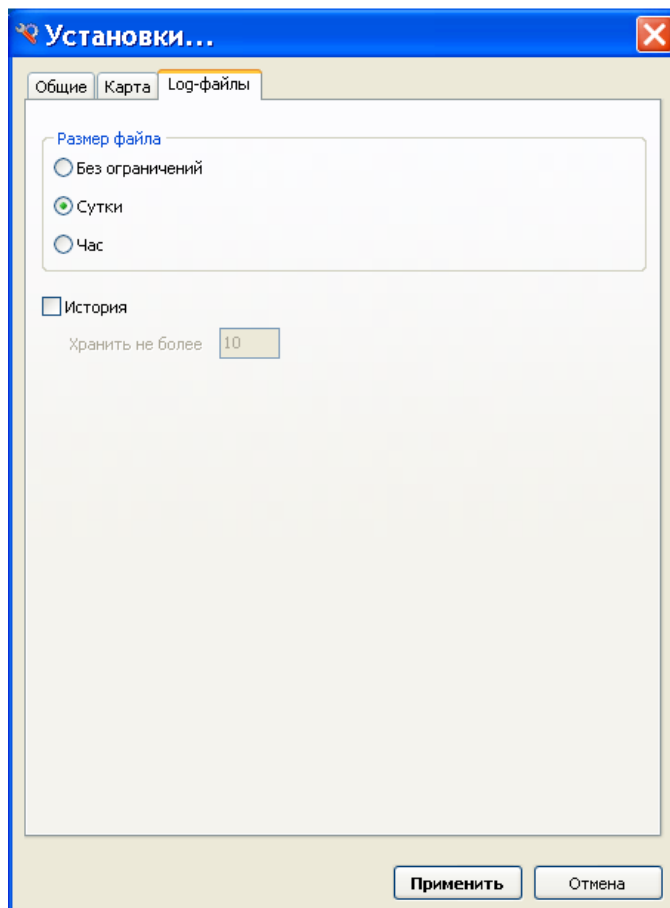 Установки...
Общие Карта Log-файлы
Размер файла
Без ограничений
Сутки
Час
История
Хранить не более 10
Применить Отмена